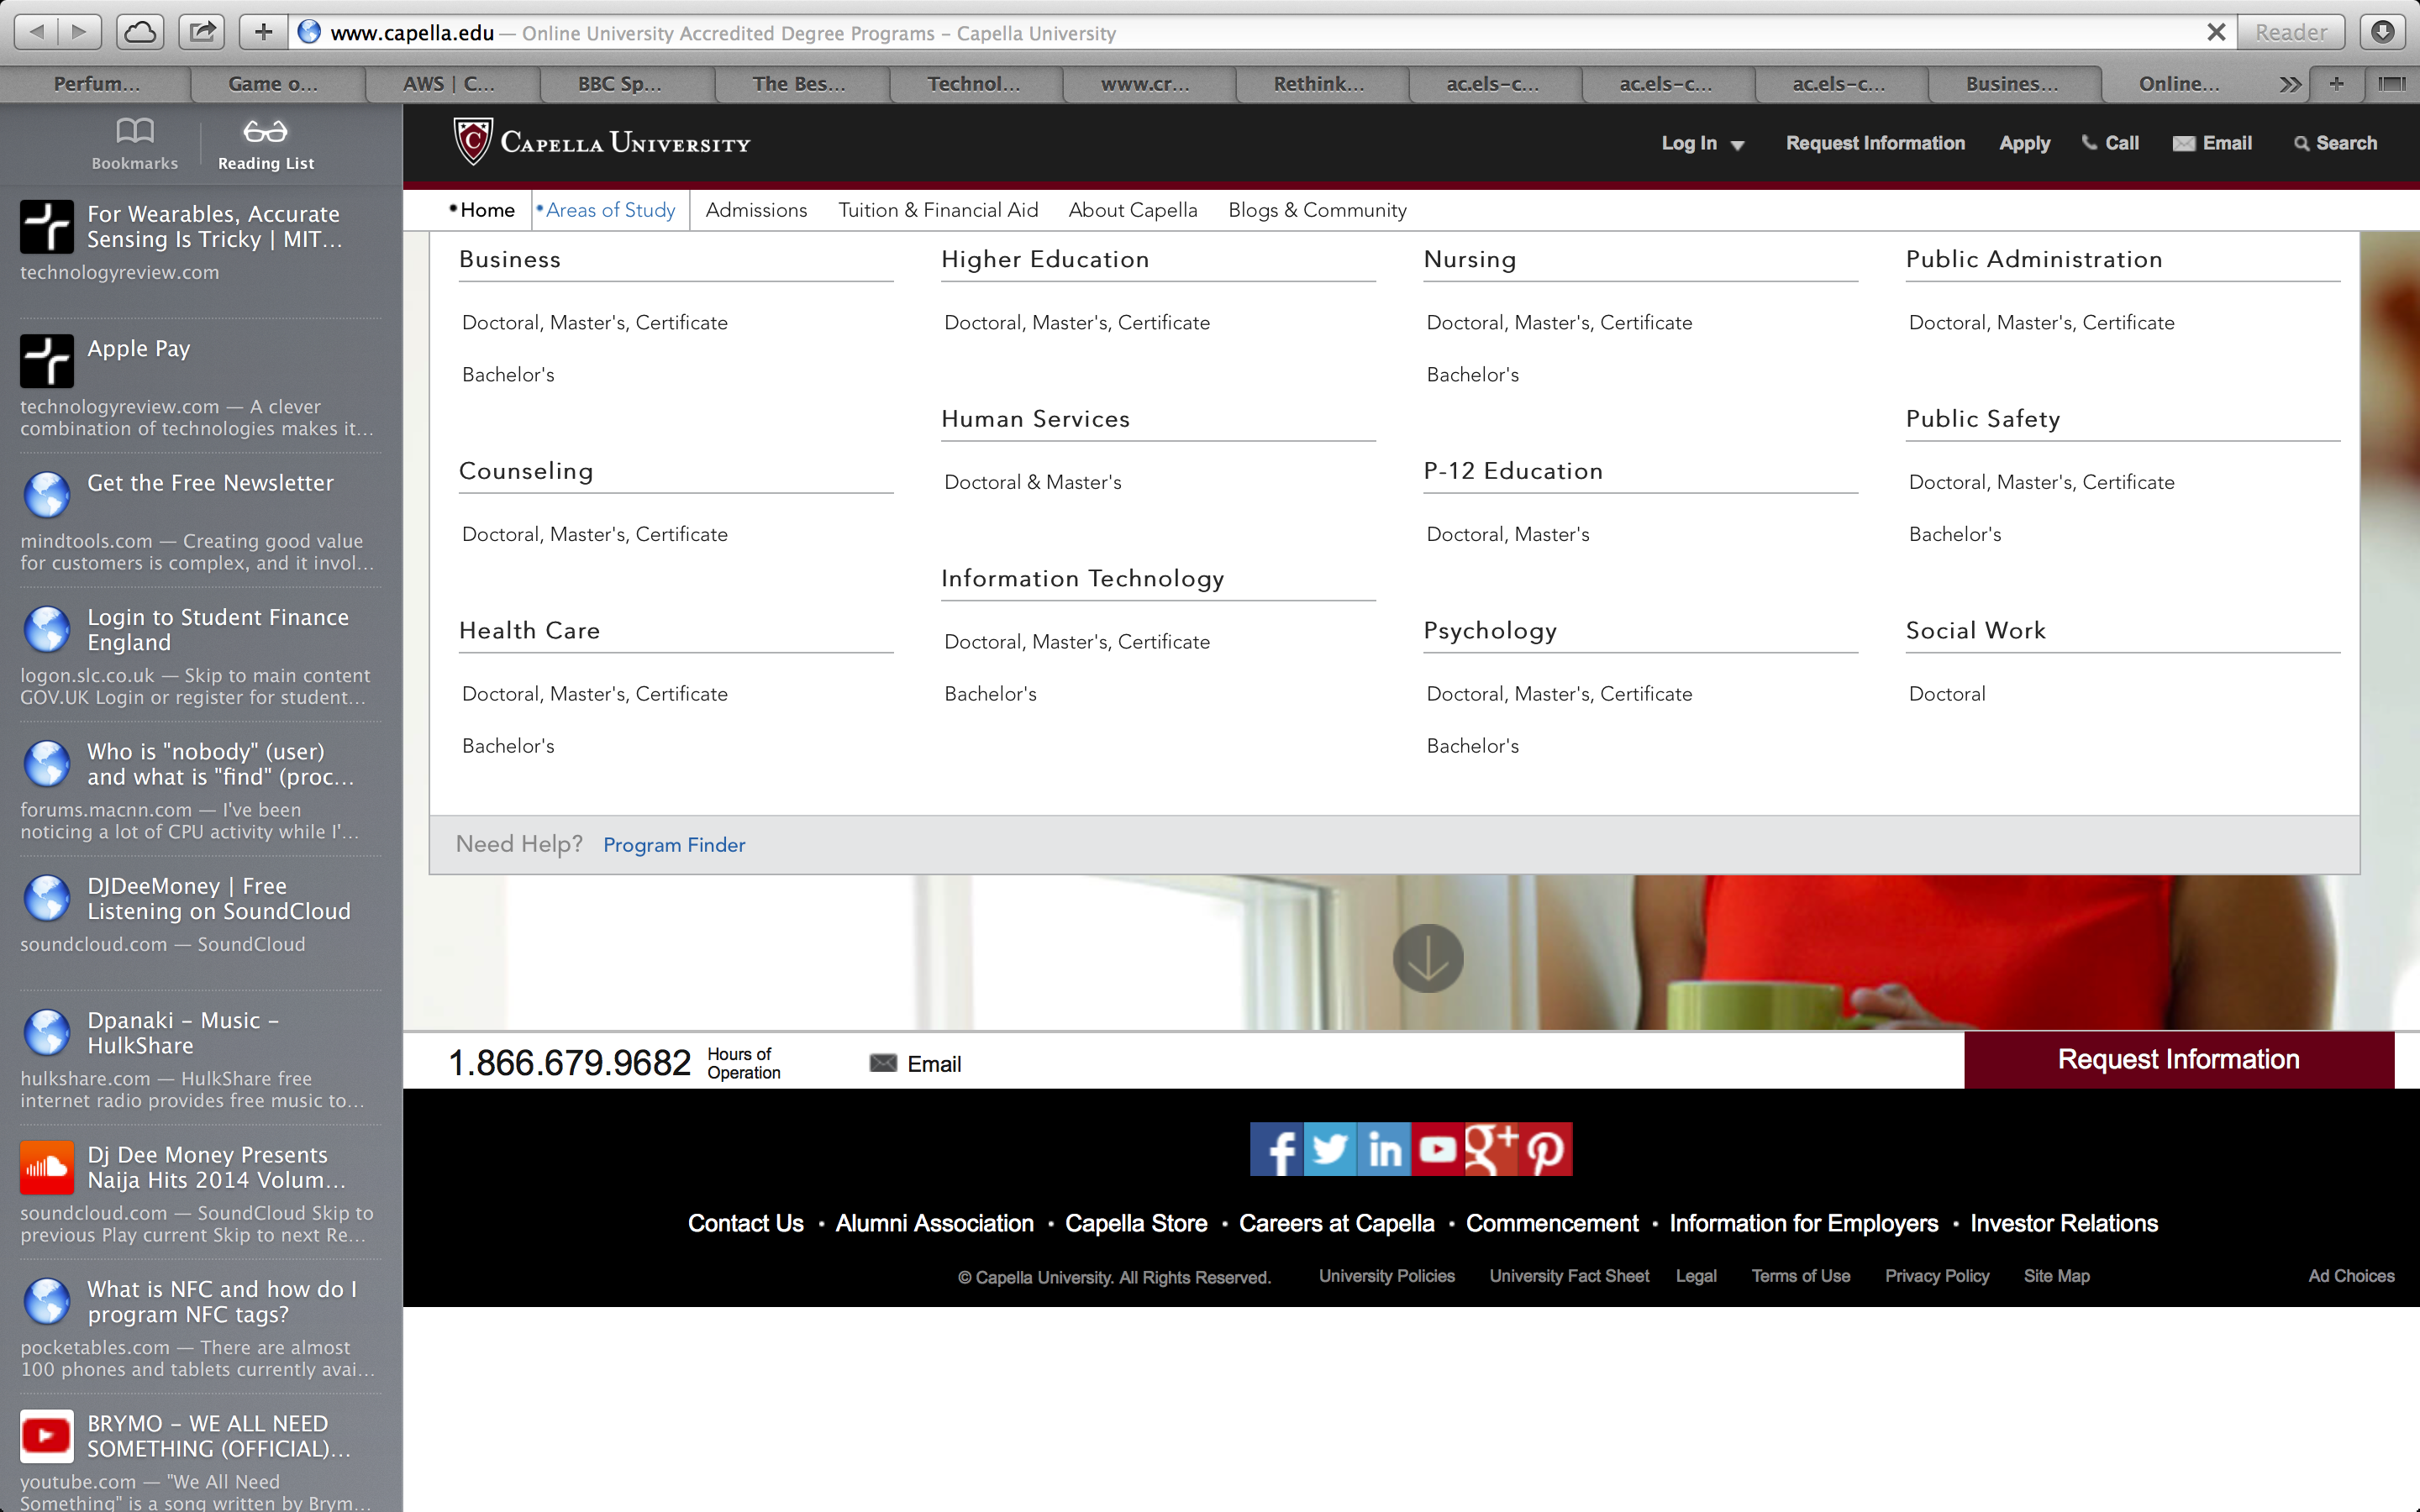 www.capella.edu — Online University Accredited Degree Programs – Capella University
Reader
Perfum...
Game o...
AWS | C...
BBC Sp...
The Bes...
Technol...
www.cr...
Rethink...
ac.els-c...
ac.els-c...
ac.els-c...
Busines...
Online...
Bookmarks
Reading List
For Wearables, Accurate
Sensing Is Tricky | MIT...
technologyreview.com
Apple Pay
technologyreview.com — A clever
combination of technologies makes it...
Get the Free Newsletter
mindtools.com — Creating good value
for customers is complex, and it invol...
Login to Student Finance
England
logon.slc.co.uk — Skip to main content
GOV.UK Login or register for student...
Who is "nobody" (user)
and what is "find" (proc...
forums.macnn.com — I've been
noticing a lot of CPU activity while I'...
DJDeeMoney | Free
Listening on SoundCloud
soundcloud.com — SoundCloud
Dpanaki – Music –
HulkShare
hulkshare.com — HulkShare free
internet radio provides free music to...
Dj Dee Money Presents
Naija Hits 2014 Volum...
soundcloud.com — SoundCloud Skip to
previous Play current Skip to next Re...
What is NFC and how do I
program NFC tags?
pocketables.com — There are almost
100 phones and tablets currently avai...
BRYMO – WE ALL NEED
SOMETHING (OFFICIAL)...
youtube.com — "We All Need
Something" is a song written by Brym...
C CAPELLA UNIVERSITY
Log In
Request Information
Apply
Call
Email
Search
Home
Areas of Study
Admissions
Tuition & Financial Aid
About Capella
Blogs & Community
Business
Doctoral, Master's, Certificate
Bachelor's
Counseling
Doctoral, Master's, Certificate
Health Care
Doctoral, Master's, Certificate
Bachelor's
Higher Education
Doctoral, Master's, Certificate
Human Services
Doctoral & Master's
Information Technology
Doctoral, Master's, Certificate
Bachelor's
Nursing
Doctoral, Master's, Certificate
Bachelor's
P-12 Education
Doctoral, Master's
Psychology
Doctoral, Master's, Certificate
Bachelor's
Public Administration
Doctoral, Master's, Certificate
Public Safety
Doctoral, Master's, Certificate
Bachelor's
Social Work
Doctoral
Need Help? Program Finder
1.866.679.9682
Hours of
Operation
Email
Request Information
f in g+ p
Contact Us · Alumni Association · Capella Store · Careers at Capella · Commencement · Information for Employers · Investor Relations
© Capella University. All Rights Reserved. University Policies University Fact Sheet Legal Terms of Use Privacy Policy Site Map Ad Choices